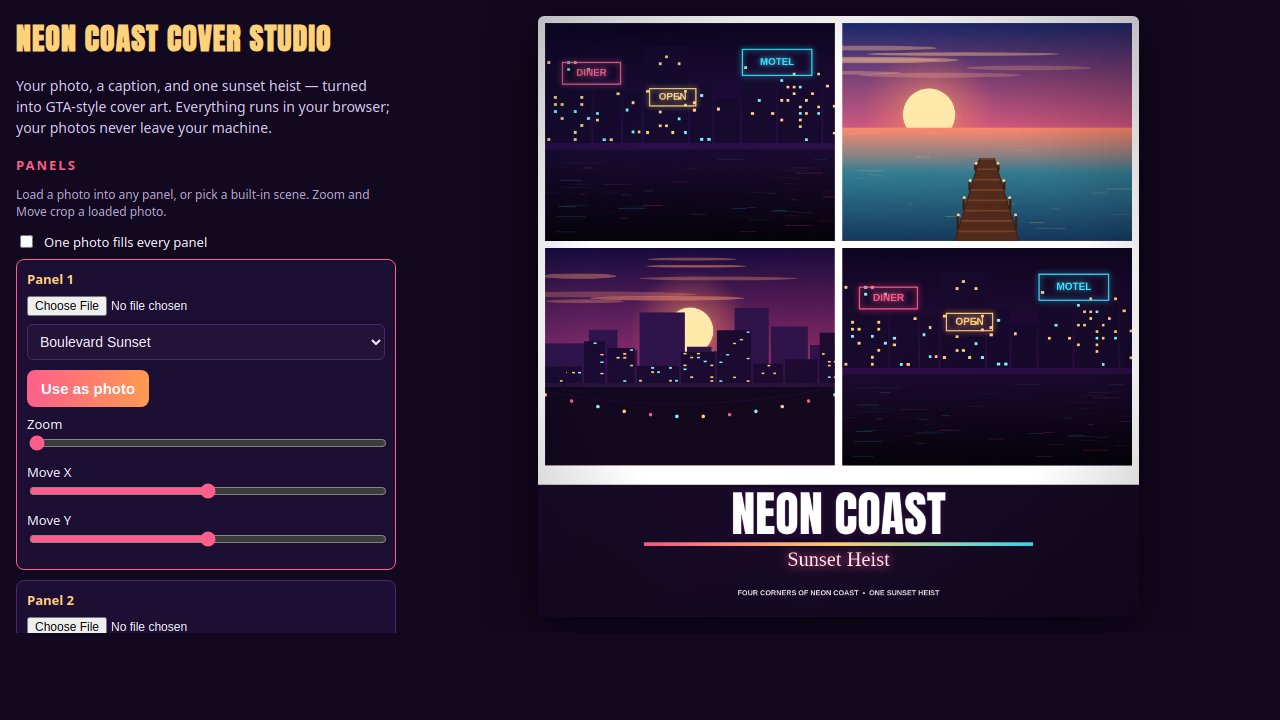 NEON COAST COVER STUDIO
Your photo, a caption, and one sunset heist — turned
into GTA-style cover art. Everything runs in your browser;
your photos never leave your machine.
PANELS
Load a photo into any panel, or pick a built-in scene. Zoom and
Move crop a loaded photo.
One photo fills every panel
Panel 1
Choose File No file chosen
Boulevard Sunset
Use as photo
Zoom
Move X
Move Y
Panel 2
Choose File No file chosen
DINER
OPEN
MOTEL
DINER
OPEN
MOTEL
NEON COAST
Sunset Heist
FOUR CORNERS OF NEON COAST • ONE SUNSET HEIST